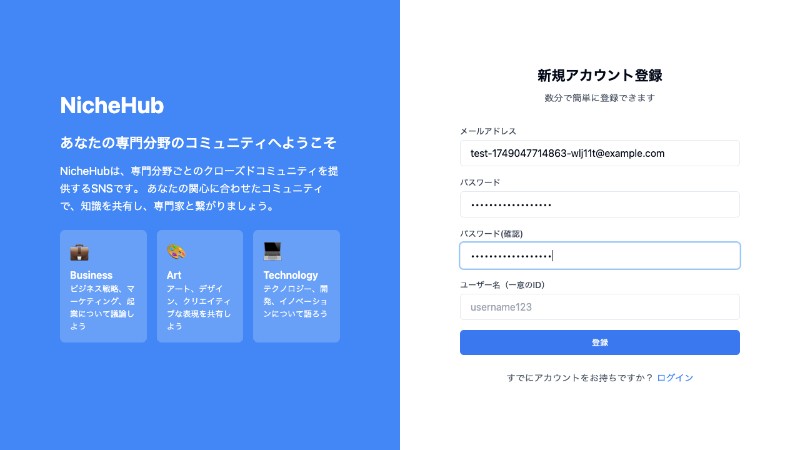 NicheHub
あなたの専門分野のコミュニティへようこそ
NicheHubは、専門分野ごとのクローズドコミュニティを提
供するSNSです。 あなたの関心に合わせたコミュニティ
で、知識を共有し、専門家と繋がりましょう。
Business
ビジネス戦略、マ
ーケティング、起
業について議論し
よう
Art
アート、デザイ
ン、クリエイティ
ブな表現を共有し
よう
Technology
テクノロジー、開
発、イノベーショ
ンについて語ろう
新規アカウント登録
数分で簡単に登録できます
メールアドレス
test-1749047714863-wlj11t@example.com
パスワード
••••••••••••••••••
パスワード(確認)
••••••••••••••••••
ユーザー名（一意のID）
username123
登録
すでにアカウントをお持ちですか？ ログイン